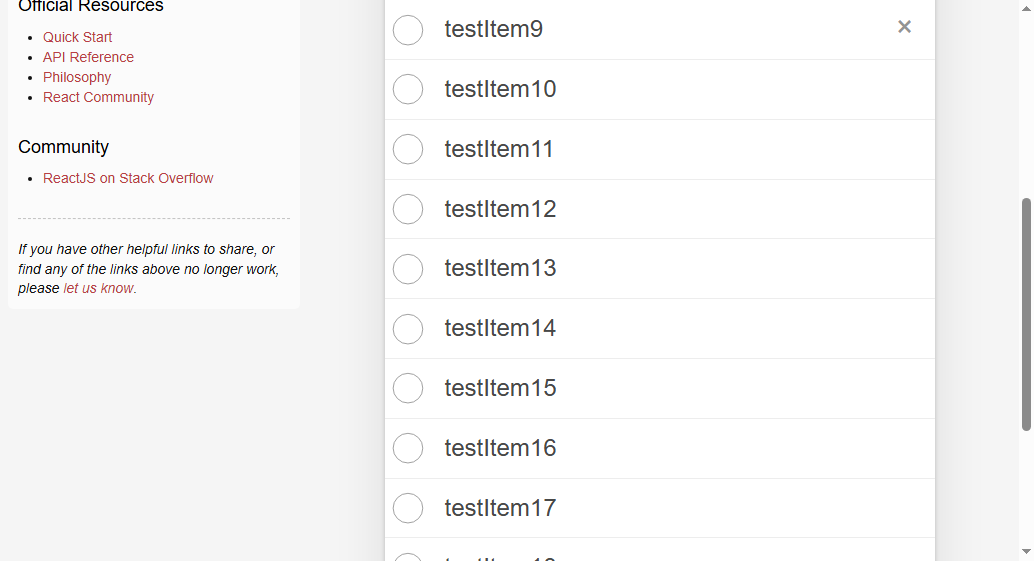 Official Resources
Quick Start
API Reference
Philosophy
React Community
Community
ReactJS on Stack Overflow
If you have other helpful links to share, or
find any of the links above no longer work,
please let us know.
testItem9
×
testItem10
testItem11
testItem12
testItem13
testItem14
testItem15
testItem16
testItem17